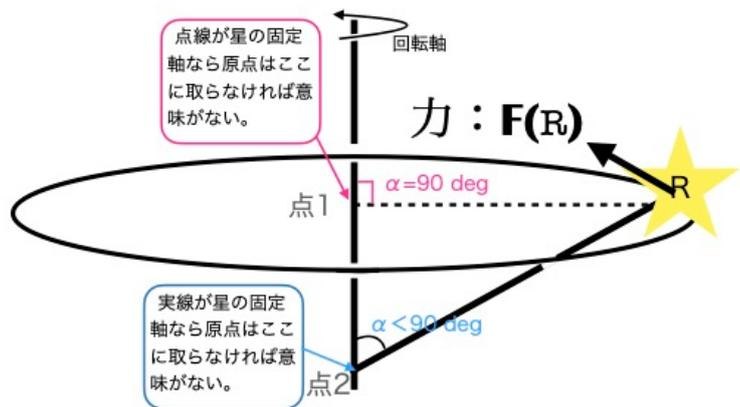 点線が星の固定
軸なら原点はここ
に取らなければ意
味がない。
回転軸
力:F(R)
R
α=90 deg
点1
実線が星の固定
軸なら原点はここ
に取らなければ意
味がない。
α<90 deg
点2